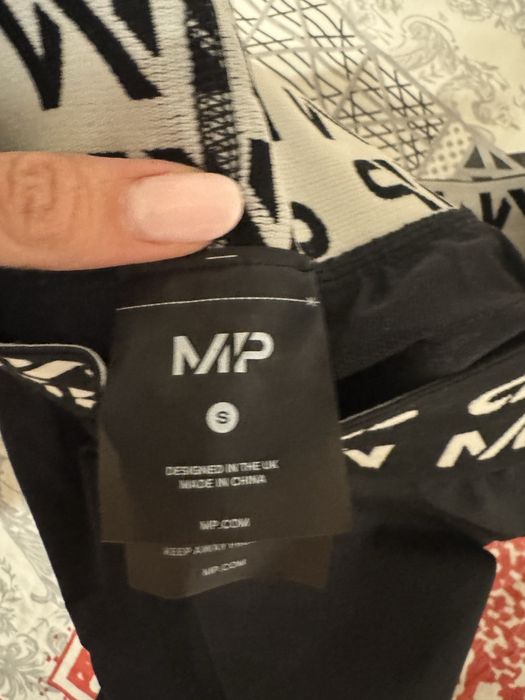 MP
S
DESIGNED IN THE UK
MADE IN CHINA
MP.COM
KEEP AWAY
MP.COM